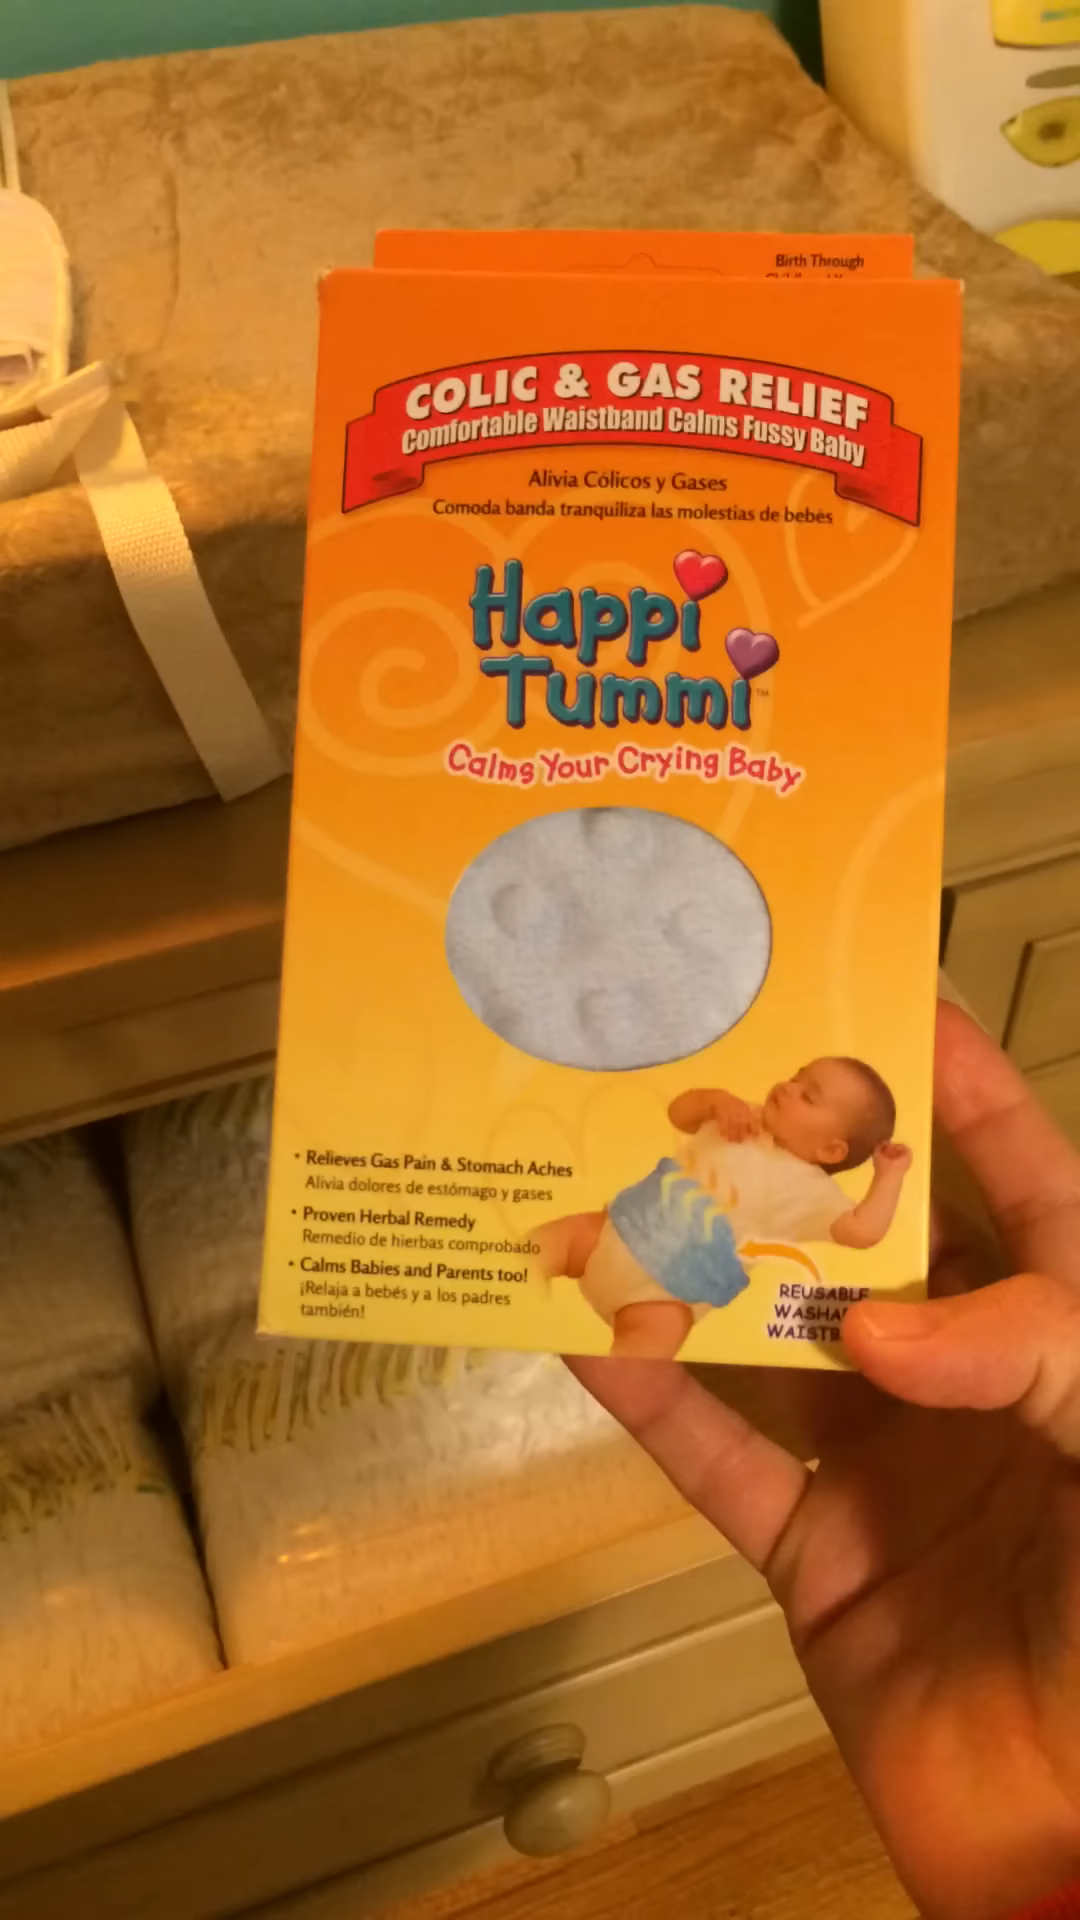 Birth Through
COLIC & GAS RELIEF
Comfortable Waistband Calms Fussy Baby
Alivia Cólicos y Gases
Comoda banda tranquiliza las molestias de bebés
Happi
Tummi™
Calms Your Crying Baby
• Relieves Gas Pain & Stomach Aches
Alivia dolores de estómago y gases
• Proven Herbal Remedy
Remedio de hierbas comprobado
• Calms Babies and Parents too!
¡Relaja a bebés y a los padres
también!
REUSABLE